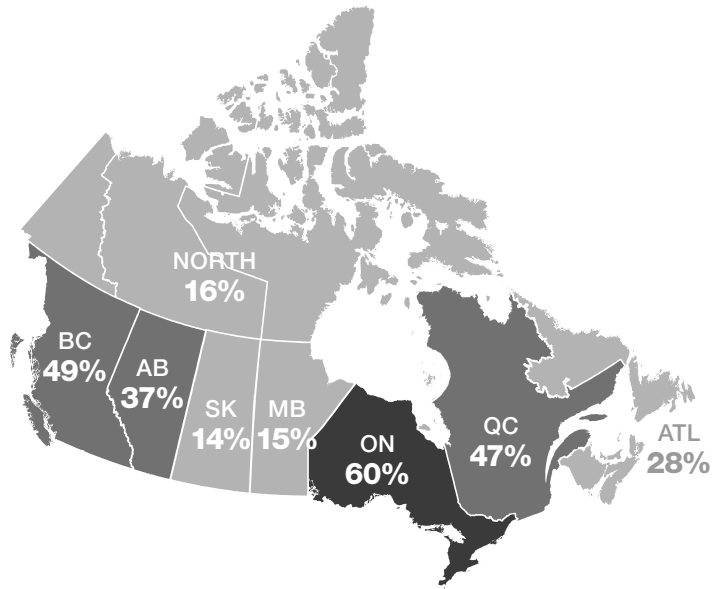 NORTH
16%
BC
49%
AB
37%
SK
14%
MB
15%
ON
60%
QC
47%
ATL
28%